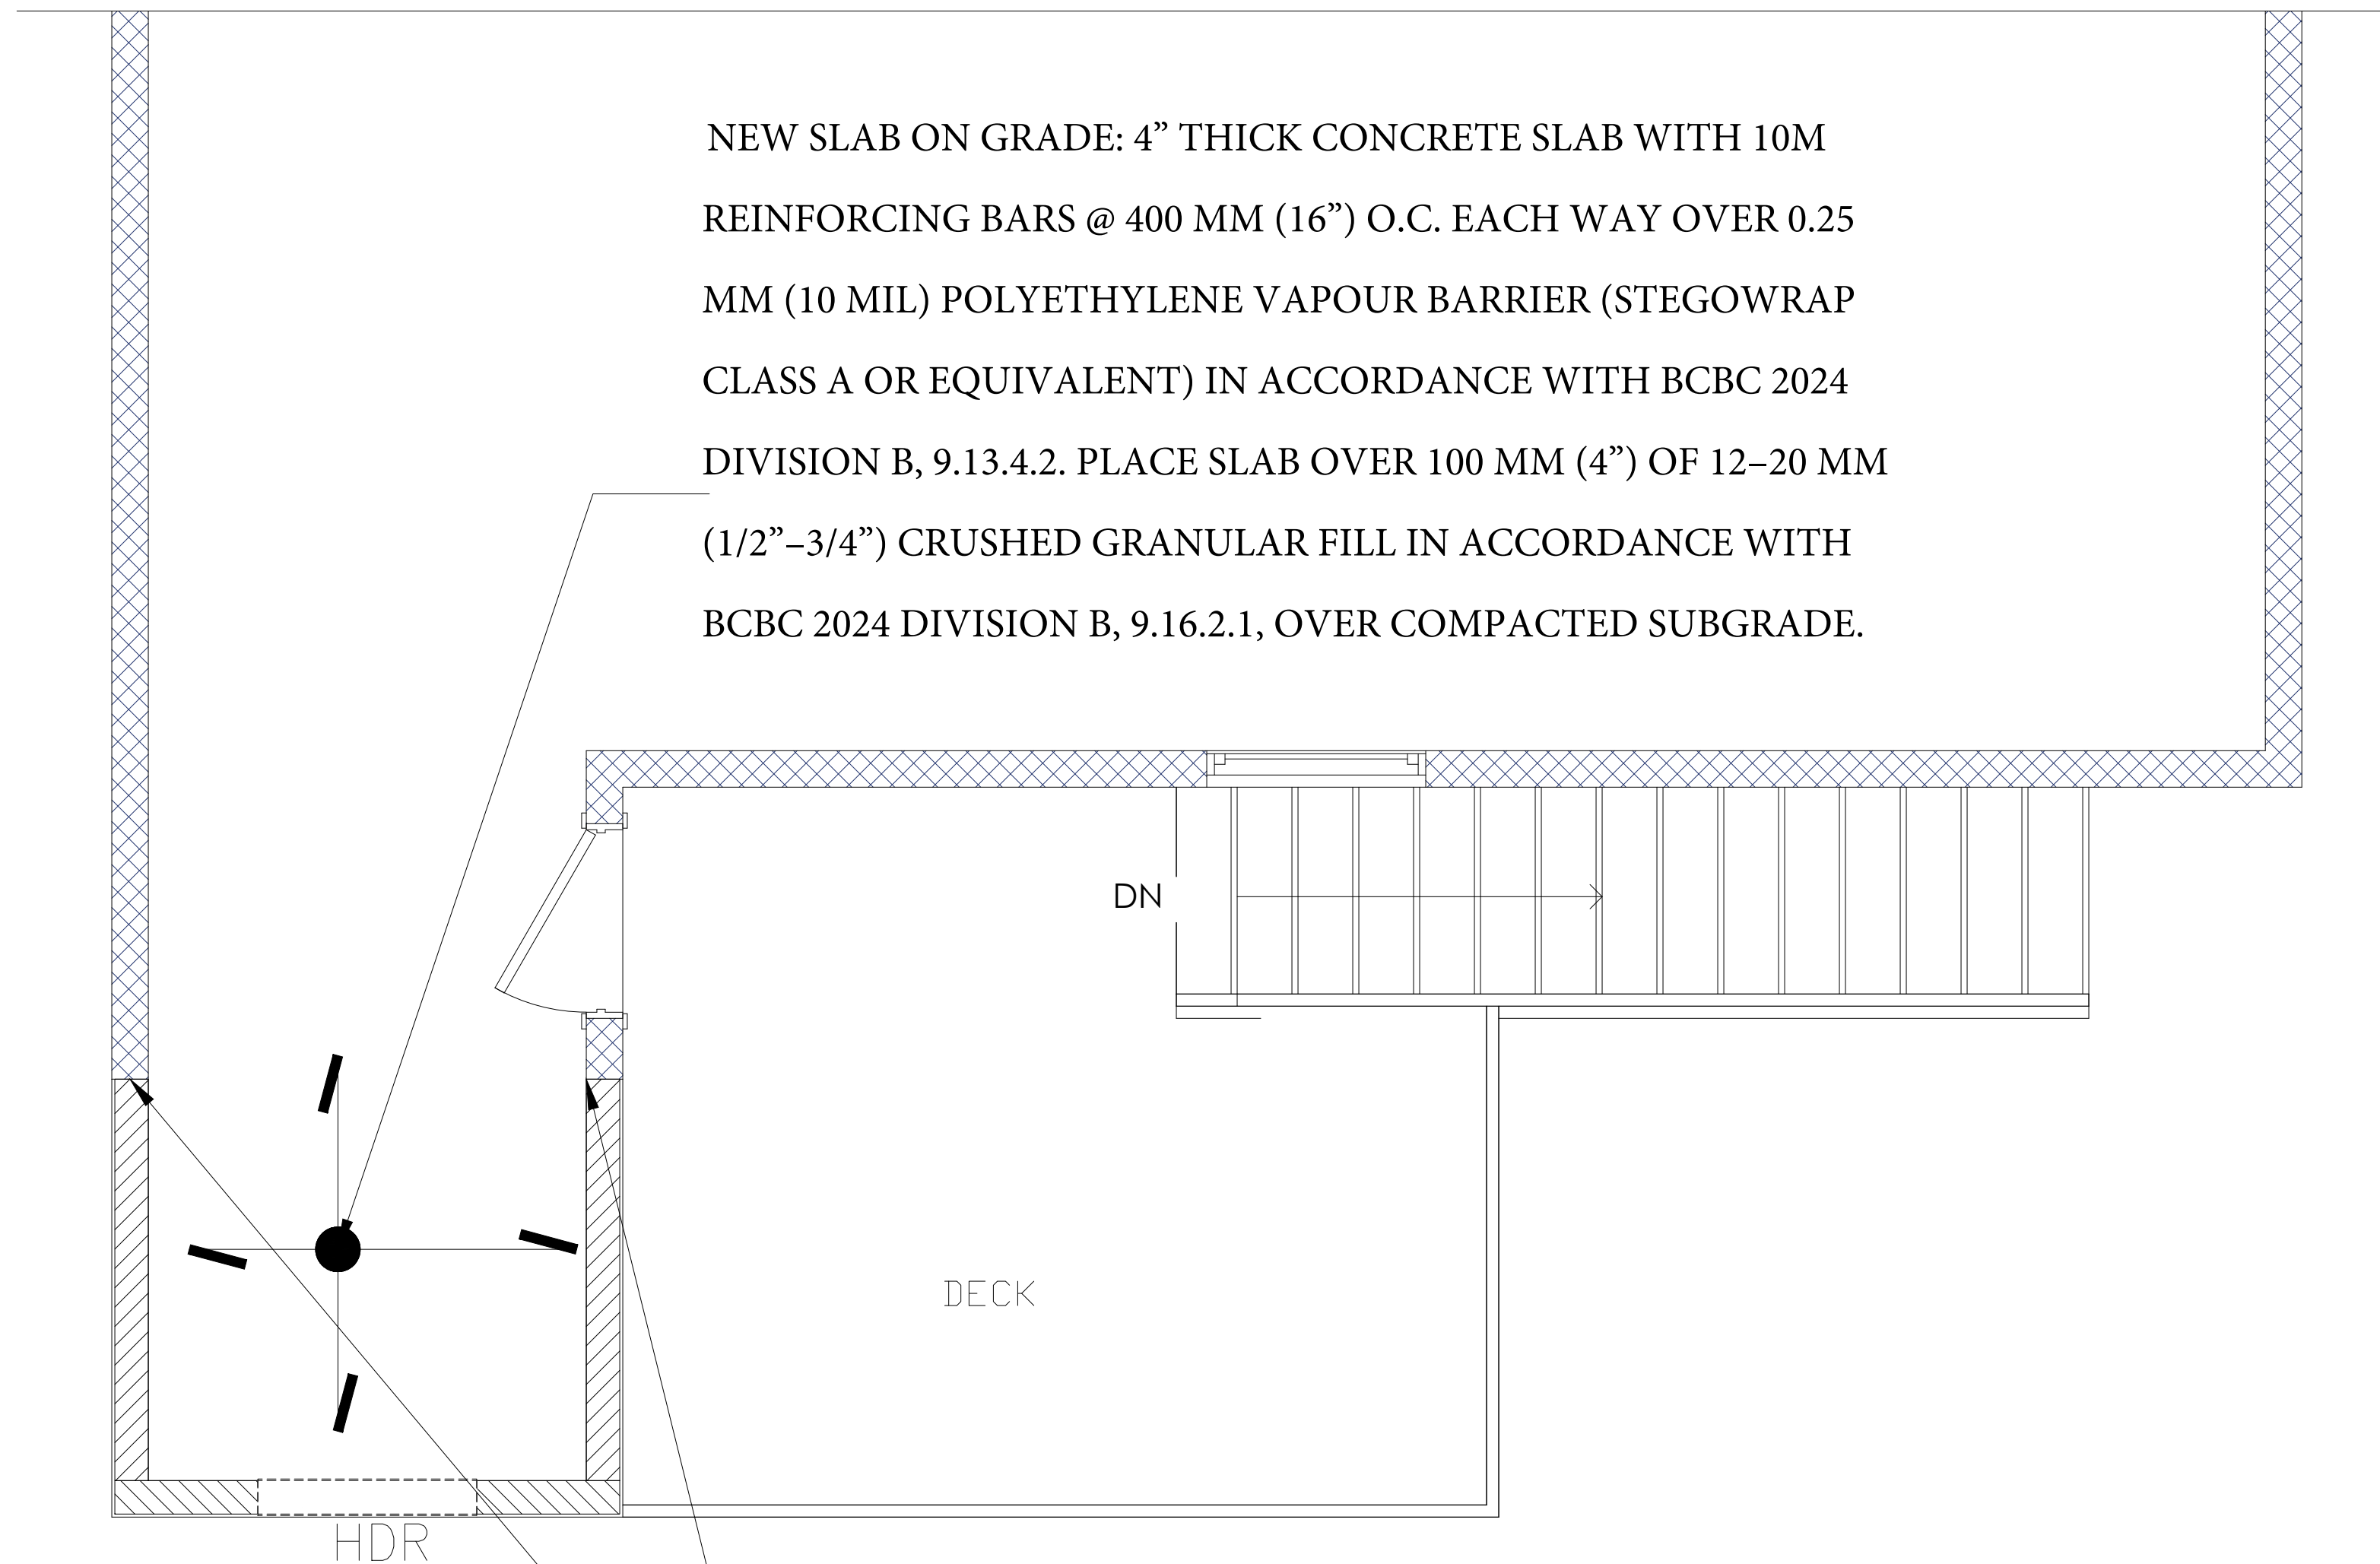 NEW SLAB ON GRADE: 4” THICK CONCRETE SLAB WITH 10M
REINFORCING BARS @ 400 MM (16”) O.C. EACH WAY OVER 0.25
MM (10 MIL) POLYETHYLENE VAPOUR BARRIER (STEGOWRAP
CLASS A OR EQUIVALENT) IN ACCORDANCE WITH BCBC 2024
DIVISION B, 9.13.4.2. PLACE SLAB OVER 100 MM (4”) OF 12–20 MM
(1/2”–3/4”) CRUSHED GRANULAR FILL IN ACCORDANCE WITH
BCBC 2024 DIVISION B, 9.16.2.1, OVER COMPACTED SUBGRADE.
DN
DECK
HDR